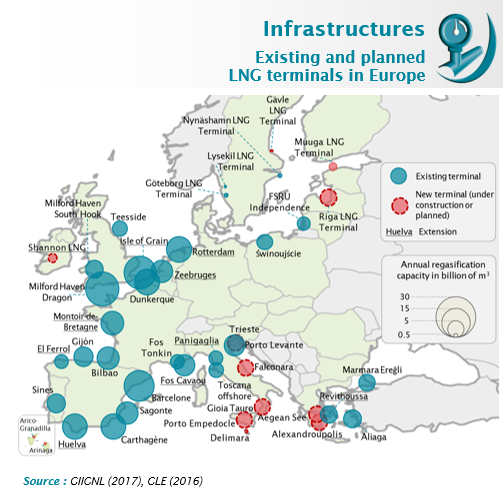 Infrastructures
Existing and planned
LNG terminals in Europe
Gävle
LNG
Terminal
Nynäshamn LNG
Terminal
Muuga LNG
Terminal
Lysekil LNG
Terminal
Göteborg LNG
Terminal
FSRU
Independence
Riga LNG
Terminal
Existing terminal
New terminal (under
construction or
planned)
Huelva Extension
Annual regasification
capacity in billion of m³
30
15
5
0.5
Milford Haven
South Hook
Teesside
Isle of Grain
Shannon LNG
Rotterdam
Swinoujscie
Zeebruges
Milford Haven
Dragon
Dunkerque
Montoir-de-
Bretagne
Gijón
El Ferrol
Fos
Tonkin
Panigaglia
Trieste
Porto Levante
Bilbao
Fos Cavaou
Falconara
Marmara Ereğli
Sines
Barcelone
Toscana
offshore
Revithoussa
Sagonte
Gioia Tauro
Aegean See
Arico-
Granadilla
Arinaga
Huelva
Carthagène
Porto Empedocle
Delimara
Alexandroupolis
Aliaga
Source : GIIGNL (2017), GLE (2016)